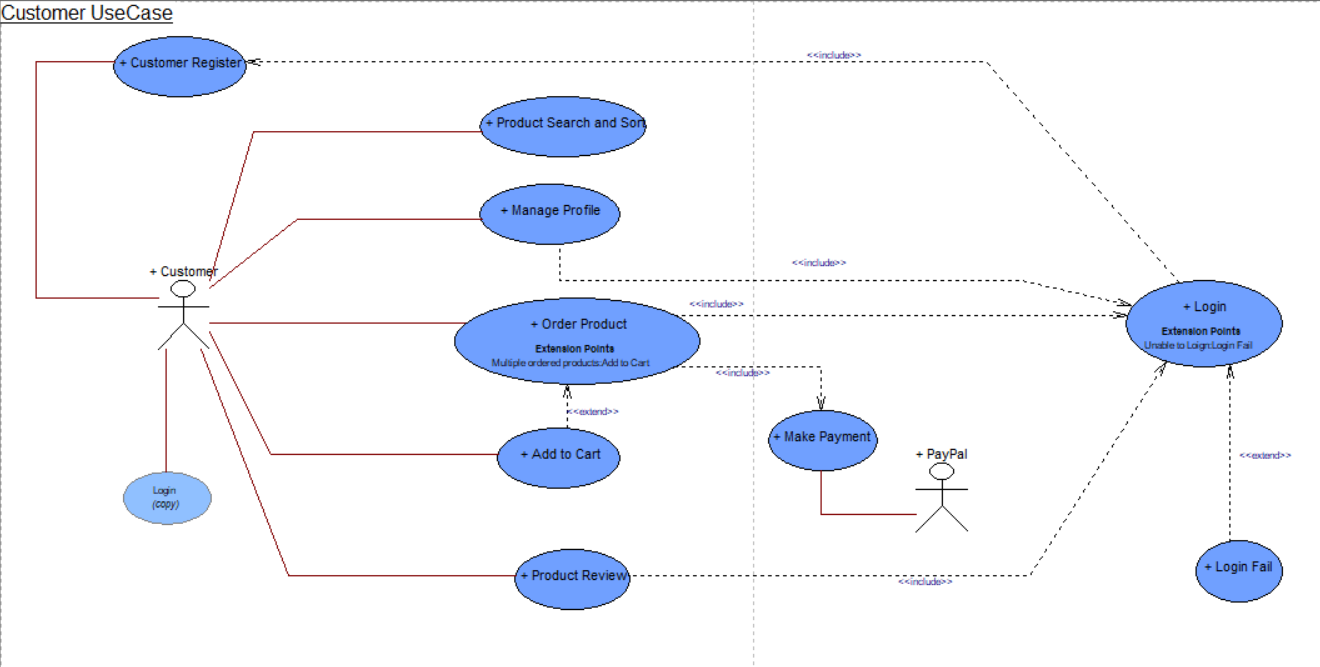 Customer UseCase
+ Customer Register
<<include>>
+ Product Search and Sort
+ Manage Profile
<<include>>
+ Customer
<<include>>
+ Order Product
Extension Points
Multiple ordered products:Add to Cart
+ Login
Extension Points
Unable to Loign:Login Fail
<<include>>
<<extend>>
+ Make Payment
+ Add to Cart
+ PayPal
<<extend>>
Login
(copy)
+ Product Review
<<include>>
+ Login Fail